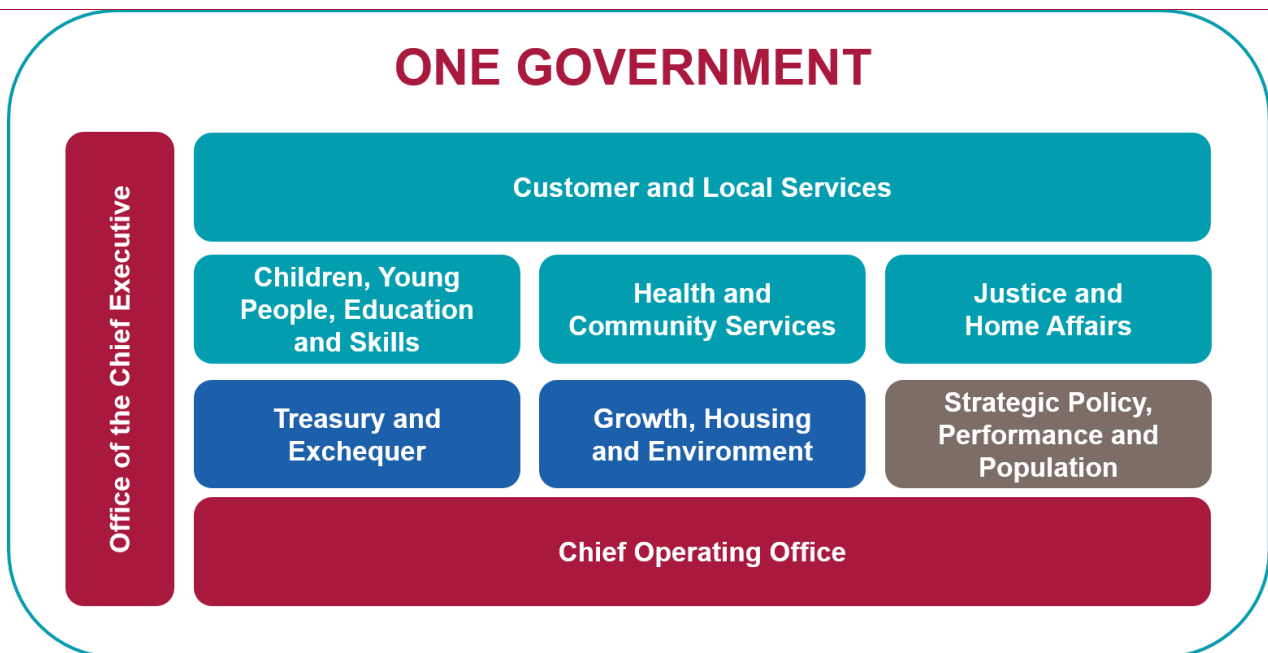 ONE GOVERNMENT
Office of the Chief Executive
Customer and Local Services
Children, Young
People, Education
and Skills
Health and
Community Services
Justice and
Home Affairs
Treasury and
Exchequer
Growth, Housing
and Environment
Strategic Policy,
Performance and
Population
Chief Operating Office